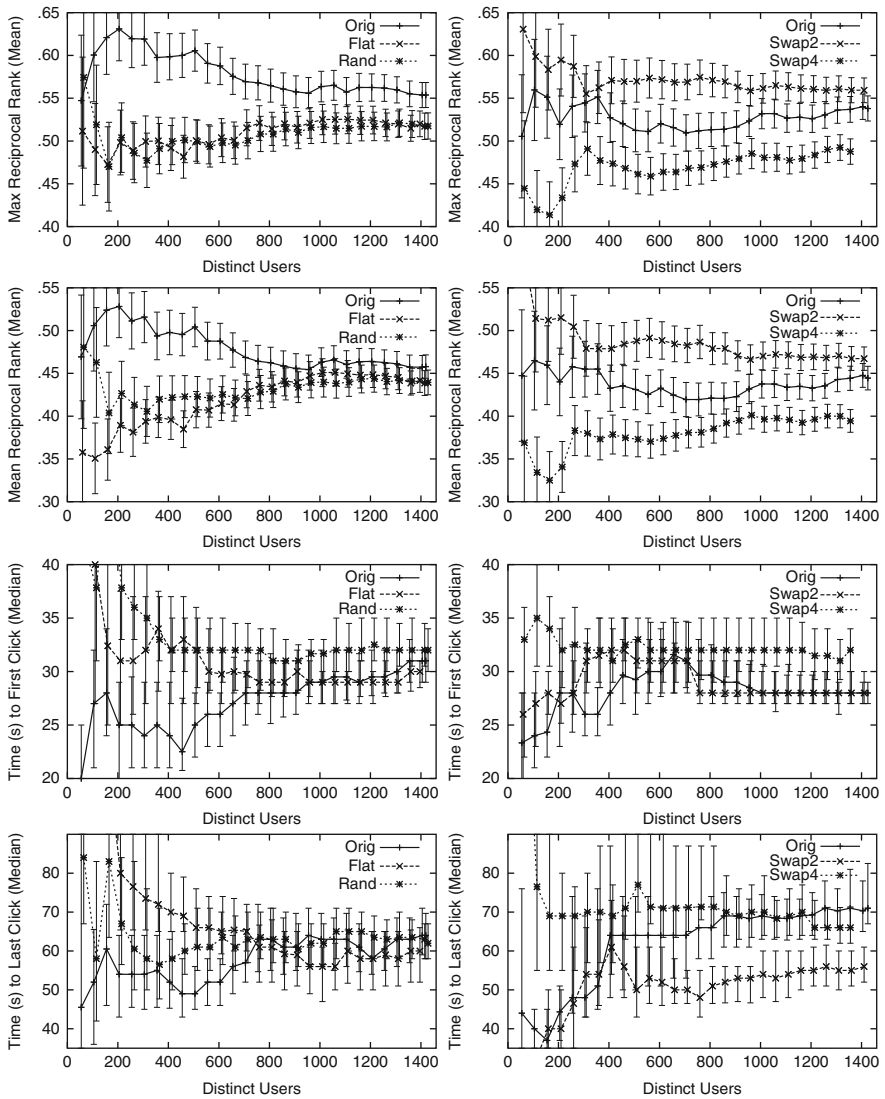 .65
.60
.55
.50
.45
.40
Max Reciprocal Rank (Mean)
0 200 400 600 800 1000 1200 1400
Distinct Users
Orig
Flat
Rand
.65
.60
.55
.50
.45
.40
Max Reciprocal Rank (Mean)
0 200 400 600 800 1000 1200 1400
Distinct Users
Orig
Swap2
Swap4
.55
.50
.45
.40
.35
.30
Mean Reciprocal Rank (Mean)
0 200 400 600 800 1000 1200 1400
Distinct Users
Orig
Flat
Rand
.55
.50
.45
.40
.35
.30
Mean Reciprocal Rank (Mean)
0 200 400 600 800 1000 1200 1400
Distinct Users
Orig
Swap2
Swap4
40
35
30
25
20
Time (s) to First Click (Median)
0 200 400 600 800 1000 1200 1400
Distinct Users
Orig
Flat
Rand
40
35
30
25
20
Time (s) to First Click (Median)
0 200 400 600 800 1000 1200 1400
Distinct Users
Orig
Swap2
Swap4
80
70
60
50
40
Time (s) to Last Click (Median)
0 200 400 600 800 1000 1200 1400
Distinct Users
Orig
Flat
Rand
80
70
60
50
40
Time (s) to Last Click (Median)
0 200 400 600 800 1000 1200 1400
Distinct Users
Orig
Swap2
Swap4